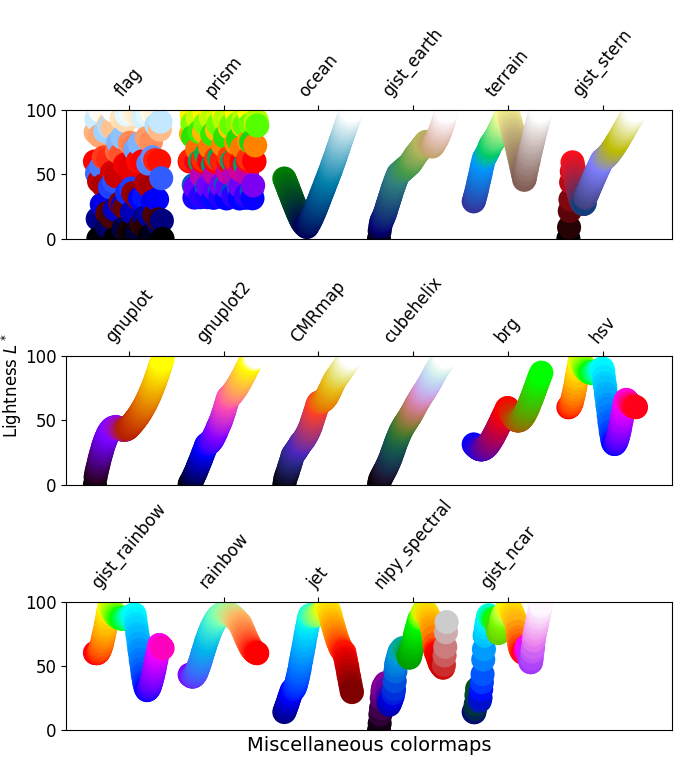 flag prism ocean gist_earth terrain gist_stern
100
50
0
gnuplot gnuplot2 CMRmap cubehelix brg hsv
Lightness L*
100
50
0
gist_rainbow rainbow jet nipy_spectral gist_ncar
100
50
0
Miscellaneous colormaps